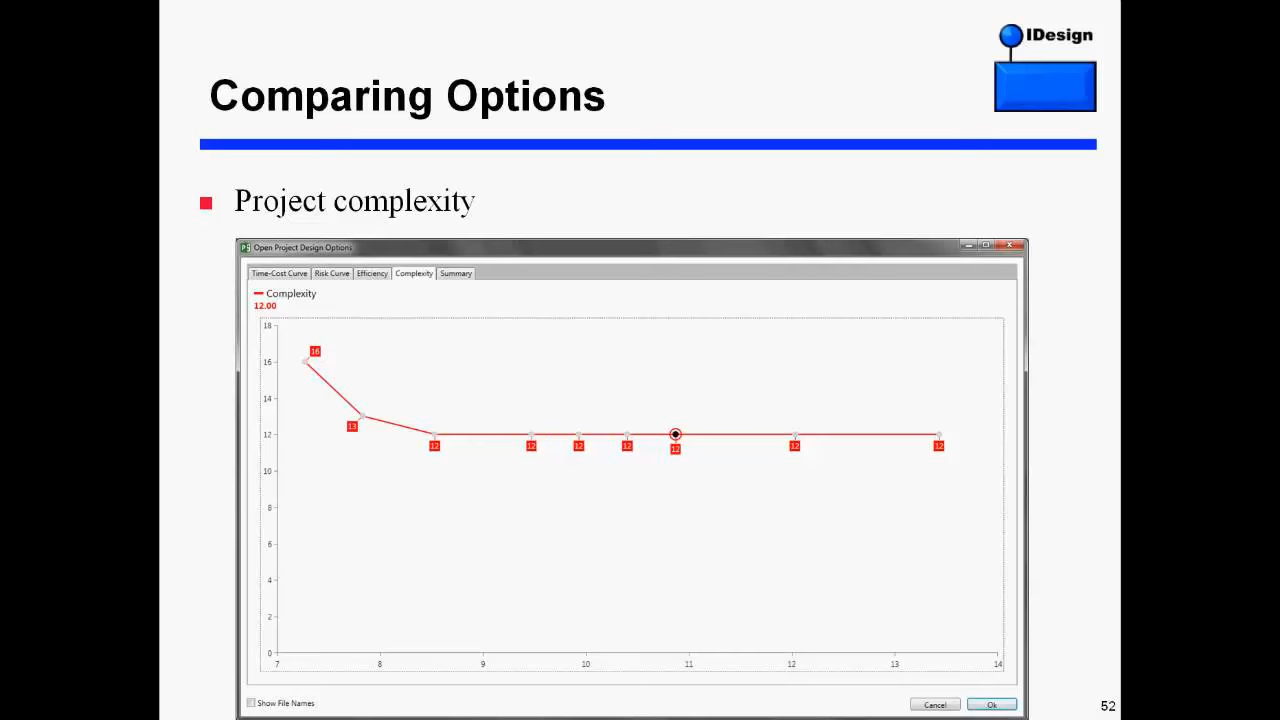 IDesign
Comparing Options
Project complexity
Open Project Design Options
Time-Cost Curve Risk Curve Efficiency Complexity Summary
Complexity
12.00
18
16
14
12
10
8
6
4
2
0
16
13
12 12 12 12 12 12 12
7 8 9 10 11 12 13 14
Show File Names Cancel Ok
52